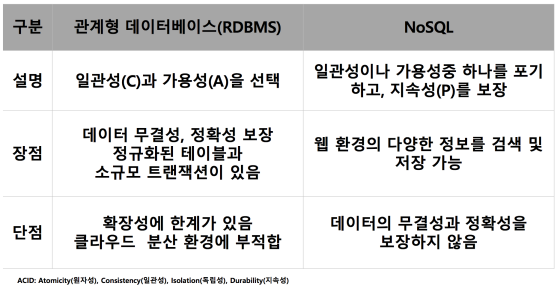 구분
관계형 데이터베이스(RDBMS)
NoSQL
설명
일관성(C)과 가용성(A)을 선택
일관성이나 가용성중 하나를 포기
하고, 지속성(P)를 보장
장점
데이터 무결성, 정확성 보장
정규화된 테이블과
소규모 트랜잭션이 있음
웹 환경의 다양한 정보를 검색 및
저장 가능
단점
확장성에 한계가 있음
클라우드 분산 환경에 부적합
데이터의 무결성과 정확성을
보장하지 않음
ACID: Atomicity(원자성), Consistency(일관성), Isolation(독립성), Durability(지속성)